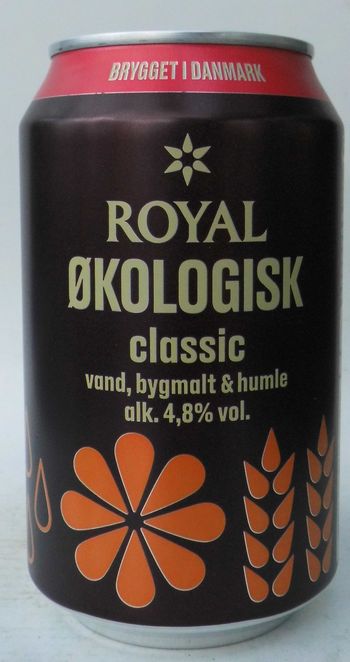 BRYGGET I DANMARK
ROYAL
ØKOLOGISK
classic
vand, bygmalt & humle
alk. 4,8% vol.